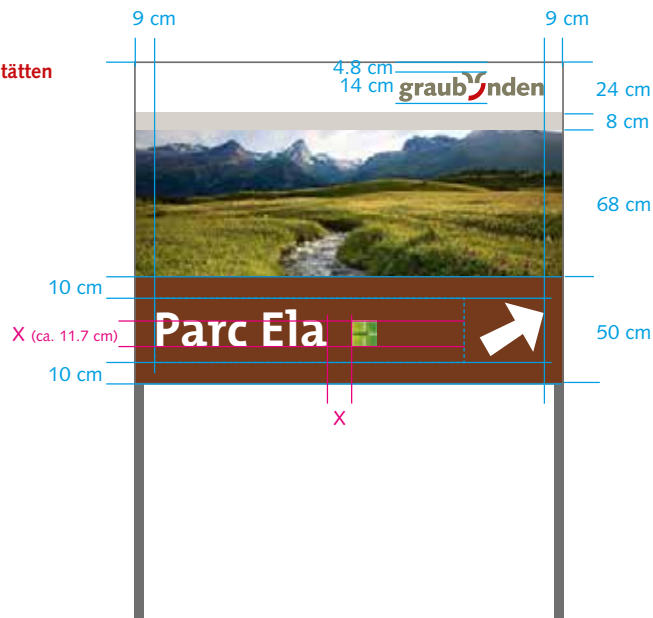 9 cm
9 cm
tätten
4.8 cm
14 cm
graubünden
24 cm
8 cm
68 cm
10 cm
Parc Ela
X (ca. 11.7 cm)
50 cm
10 cm
X